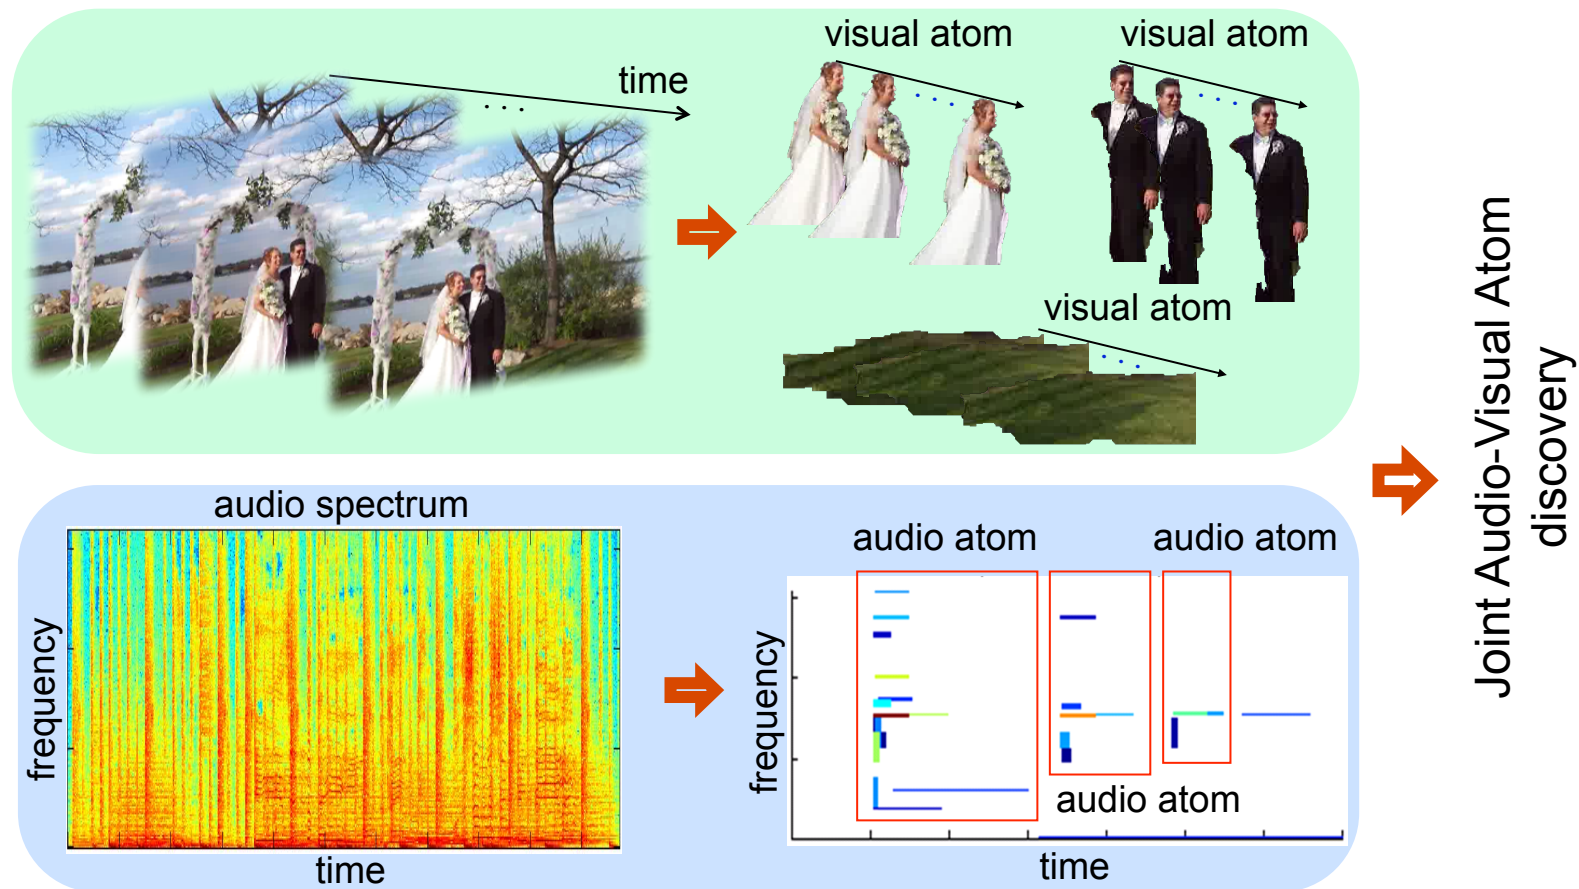 time
...
visual atom
visual atom
...
...
visual atom
...
audio spectrum
frequency
time
audio atom
audio atom
frequency
audio atom
time
Joint Audio-Visual Atom
discovery